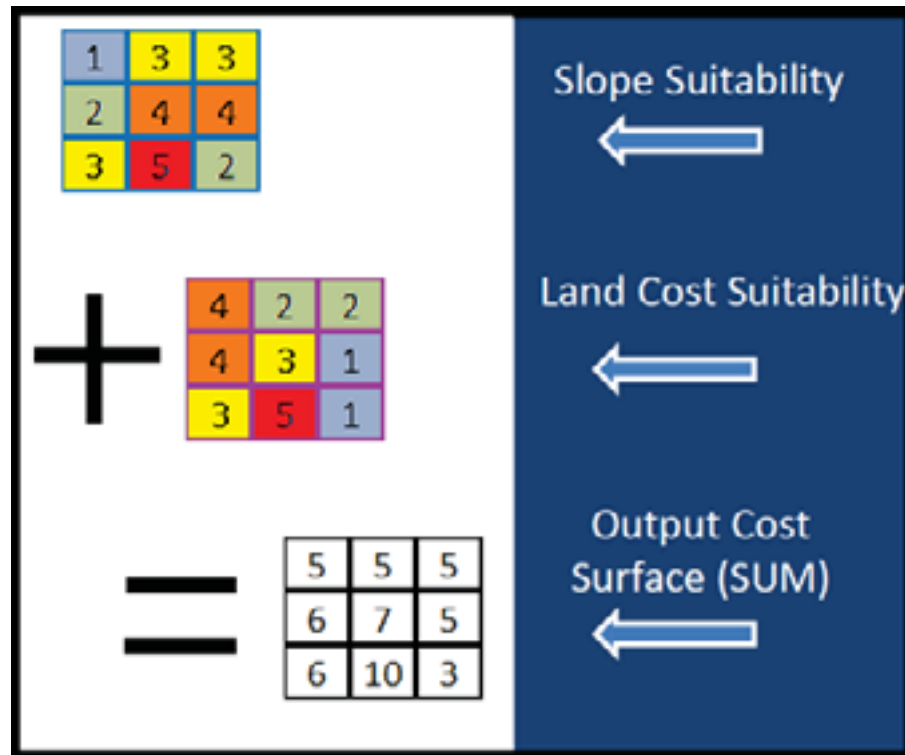 1 3 3
2 4 4
3 5 2
Slope Suitability
+
4 2 2
4 3 1
3 5 1
Land Cost Suitability
=
5 5 5
6 7 5
6 10 3
Output Cost
Surface (SUM)